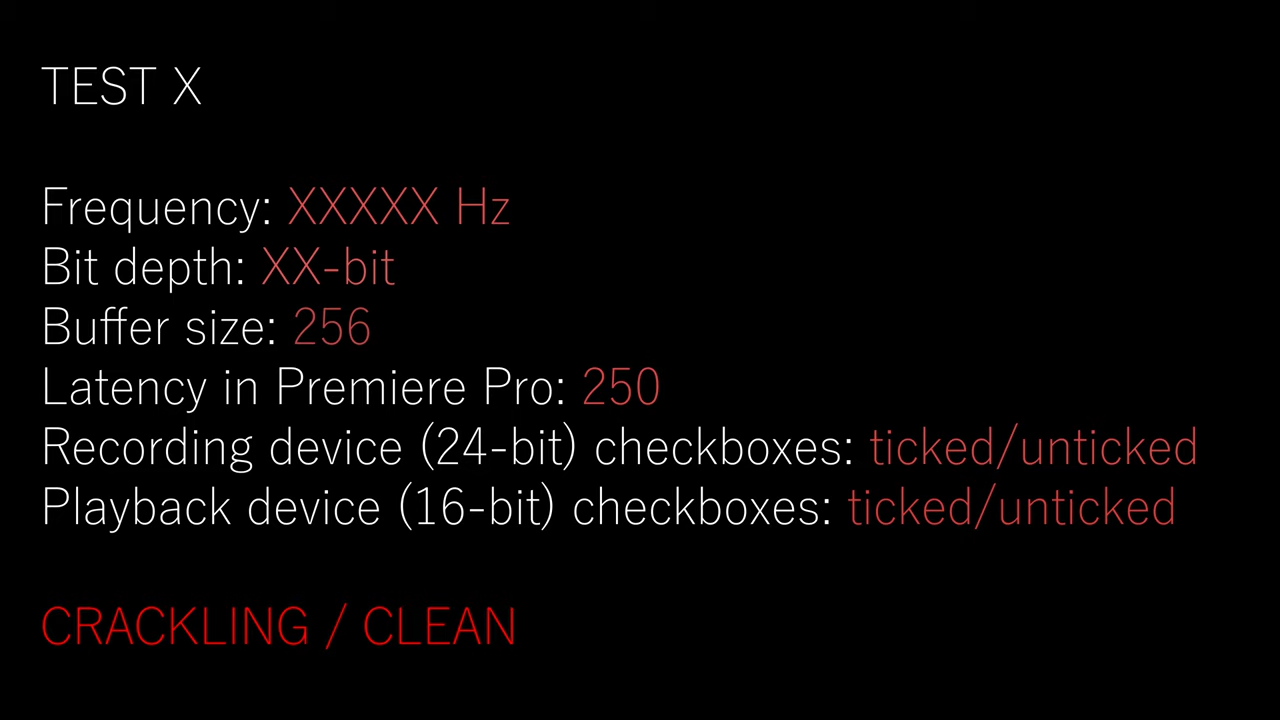 TEST X
Frequency: XXXXX Hz
Bit depth: XX-bit
Buffer size: 256
Latency in Premiere Pro: 250
Recording device (24-bit) checkboxes: ticked/unticked
Playback device (16-bit) checkboxes: ticked/unticked
CRACKLING / CLEAN